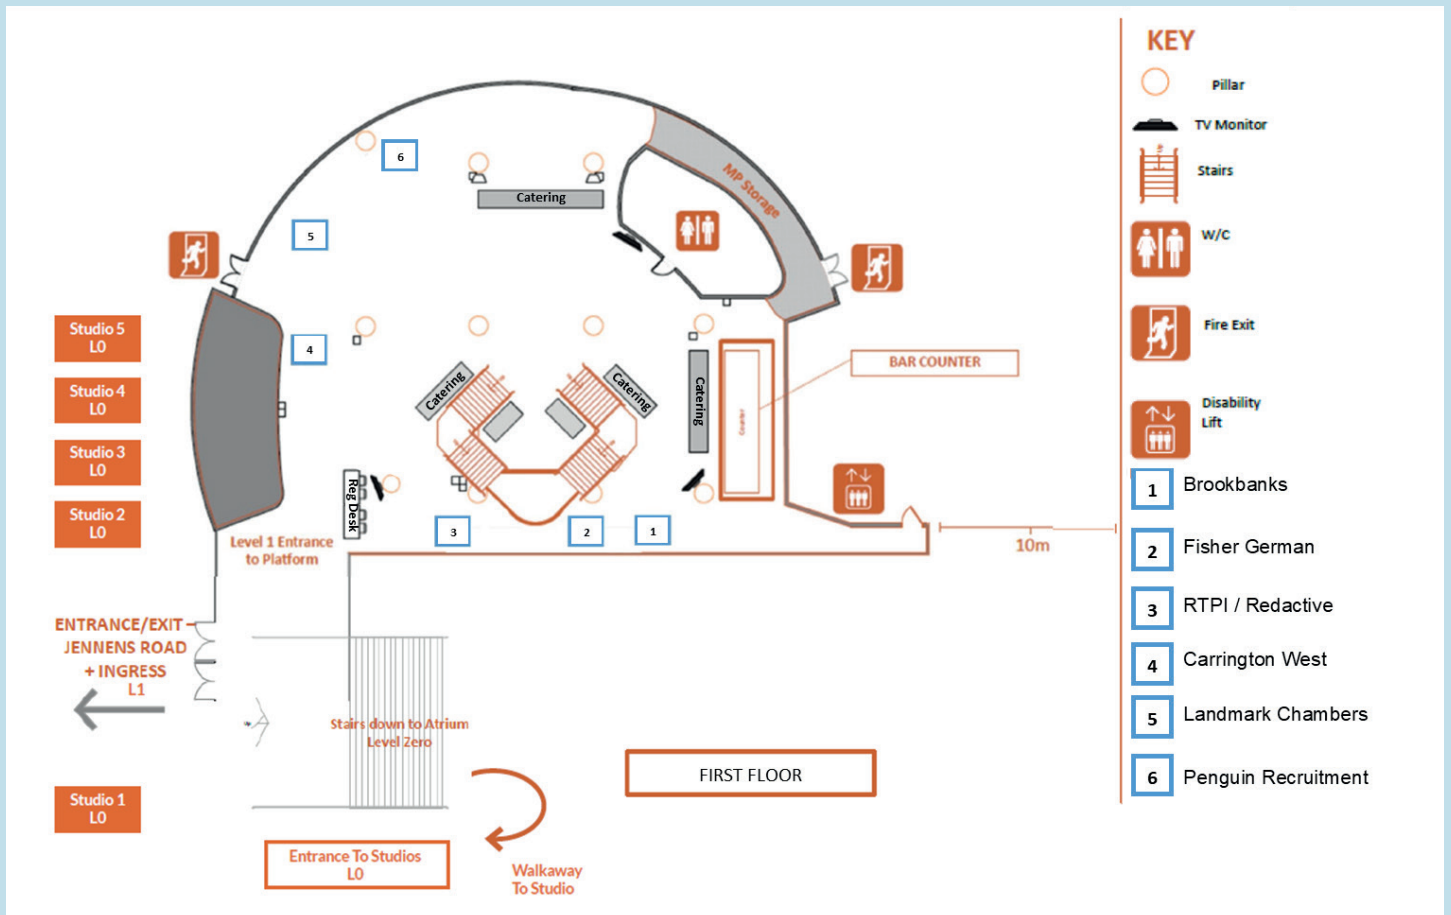 KEY
Pillar
TV Monitor
Stairs
W/C
Fire Exit
Disability
Lift
1 Brookbanks
2 Fisher German
3 RTPI / Redactive
4 Carrington West
5 Landmark Chambers
6 Penguin Recruitment
6
Catering
MP Storage
5
4
Studio 5
L0
Studio 4
L0
Studio 3
L0
Studio 2
L0
Catering
Catering
Catering
Counter
BAR COUNTER
Reg Desk
3
2
1
10m
Level 1 Entrance
to Platform
ENTRANCE/EXIT –
JENNENS ROAD
+ INGRESS
L1
Stairs down to Atrium
Level Zero
FIRST FLOOR
Studio 1
L0
Entrance To Studios
L0
Walkaway
To Studio